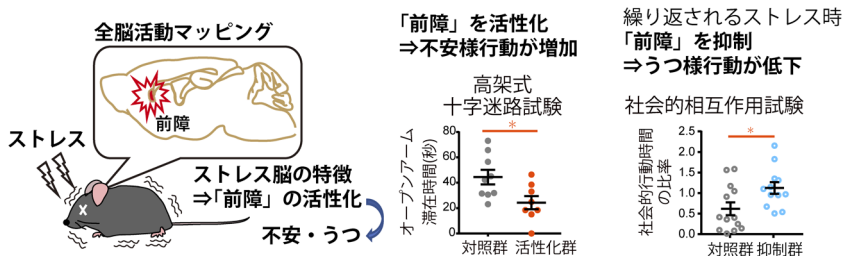 全脳活動マッピング
前障
ストレス
ストレス脳の特徴
⇒「前障」の活性化
不安・うつ
「前障」を活性化
⇒不安様行動が増加
高架式
十字迷路試験
オープンアーム
滞在時間(秒)
80
60
40
20
0
*
対照群 活性化群
繰り返されるストレス時
「前障」を抑制
⇒うつ様行動が低下
社会的相互作用試験
社会的行動時間
の比率
2.5
2.0
1.5
1.0
0.5
0.0
*
対照群 抑制群